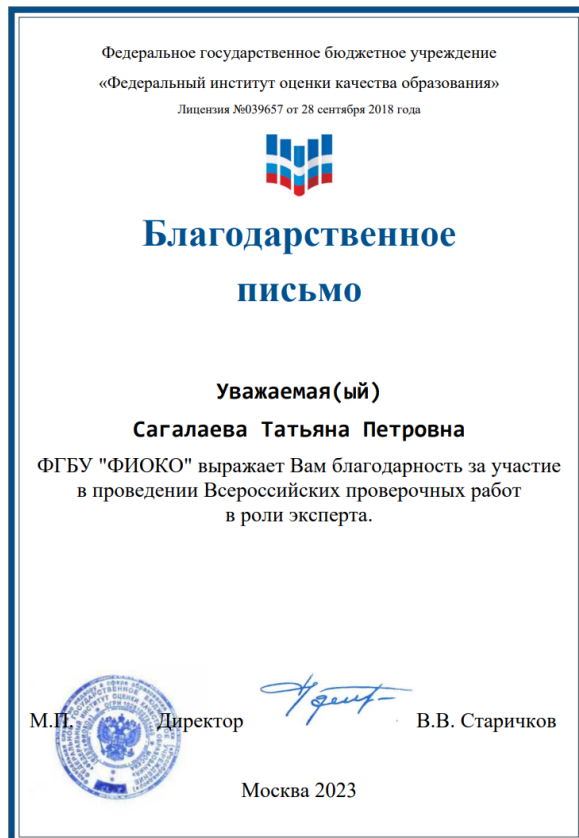 Федеральное государственное бюджетное учреждение
«Федеральный институт оценки качества образования»
Лицензия №039657 от 28 сентября 2018 года
Благодарственное
письмо
Уважаемая(ый)
Сагалаева Татьяна Петровна
ФГБУ "ФИОКО" выражает Вам благодарность за участие
в проведении Всероссийских проверочных работ
в роли эксперта.
М.П. Директор В.В. Старичков
Москва 2023